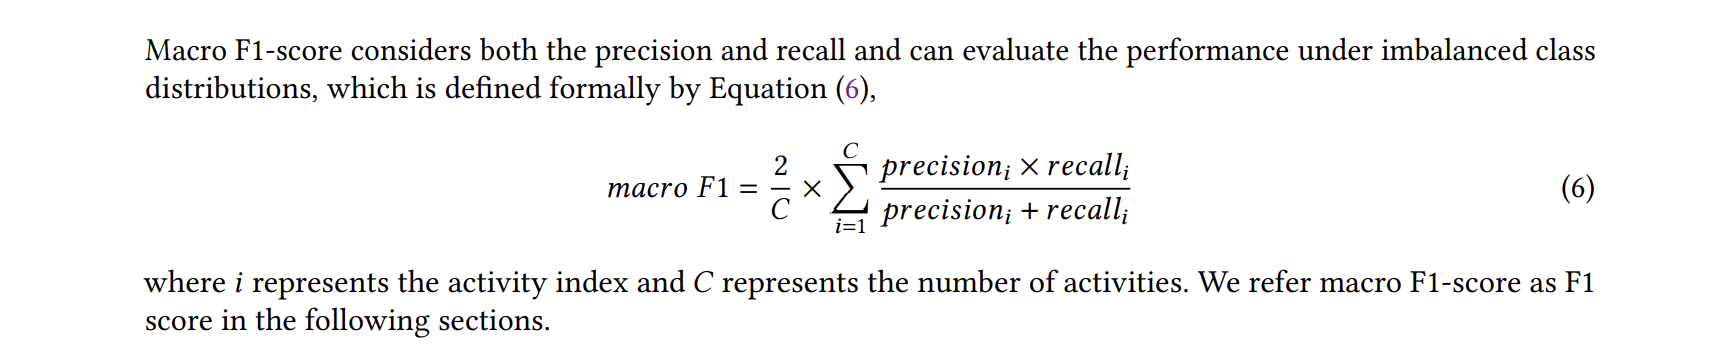 Macro F1-score considers both the precision and recall and can evaluate the performance under imbalanced class
distributions, which is defined formally by Equation (6),
macro F1 = \frac{2}{C} × \sum_{i=1}^{C} \frac{precision_i × recall_i}{precision_i + recall_i} (6)
where i represents the activity index and C represents the number of activities. We refer macro F1-score as F1
score in the following sections.